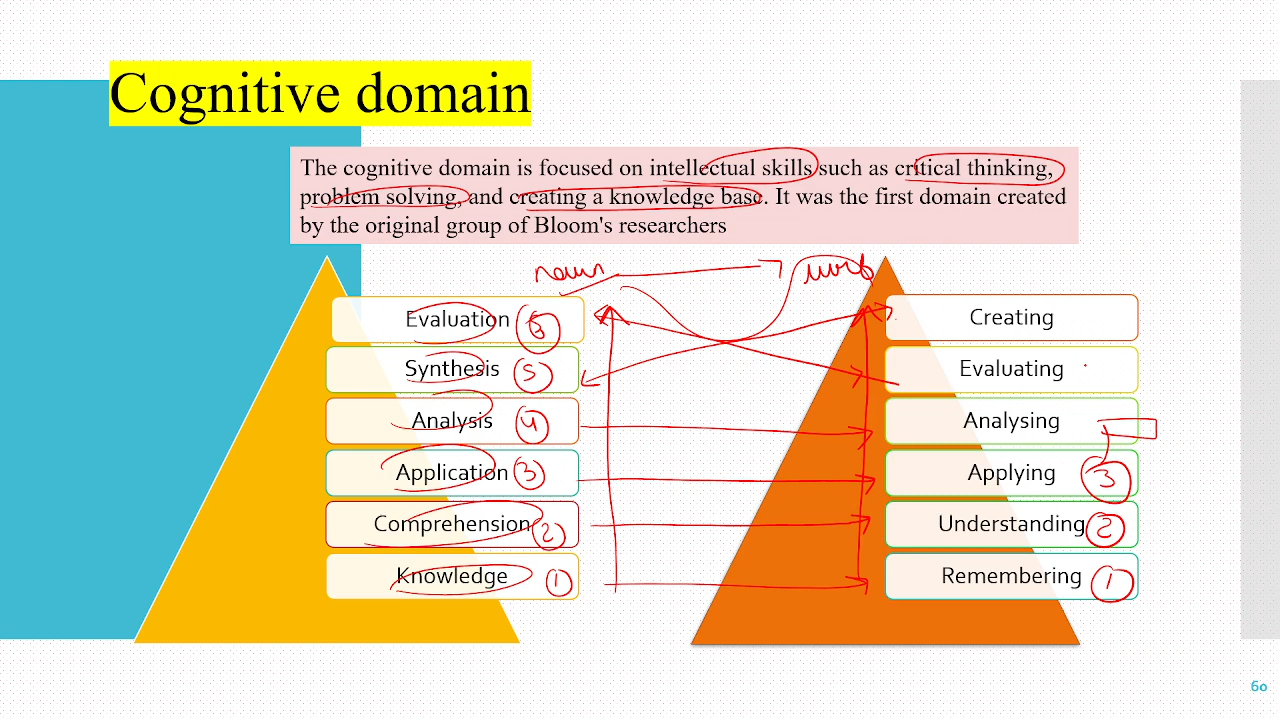 Cognitive domain
The cognitive domain is focused on intellectual skills such as critical thinking,
problem solving, and creating a knowledge base. It was the first domain created
by the original group of Bloom's researchers
noun verb
Evaluation 6
Synthesis 5
Analysis 4
Application 3
Comprehension 2
Knowledge 1
Creating
Evaluating
Analysing
Applying 3
Understanding 2
Remembering 1
60